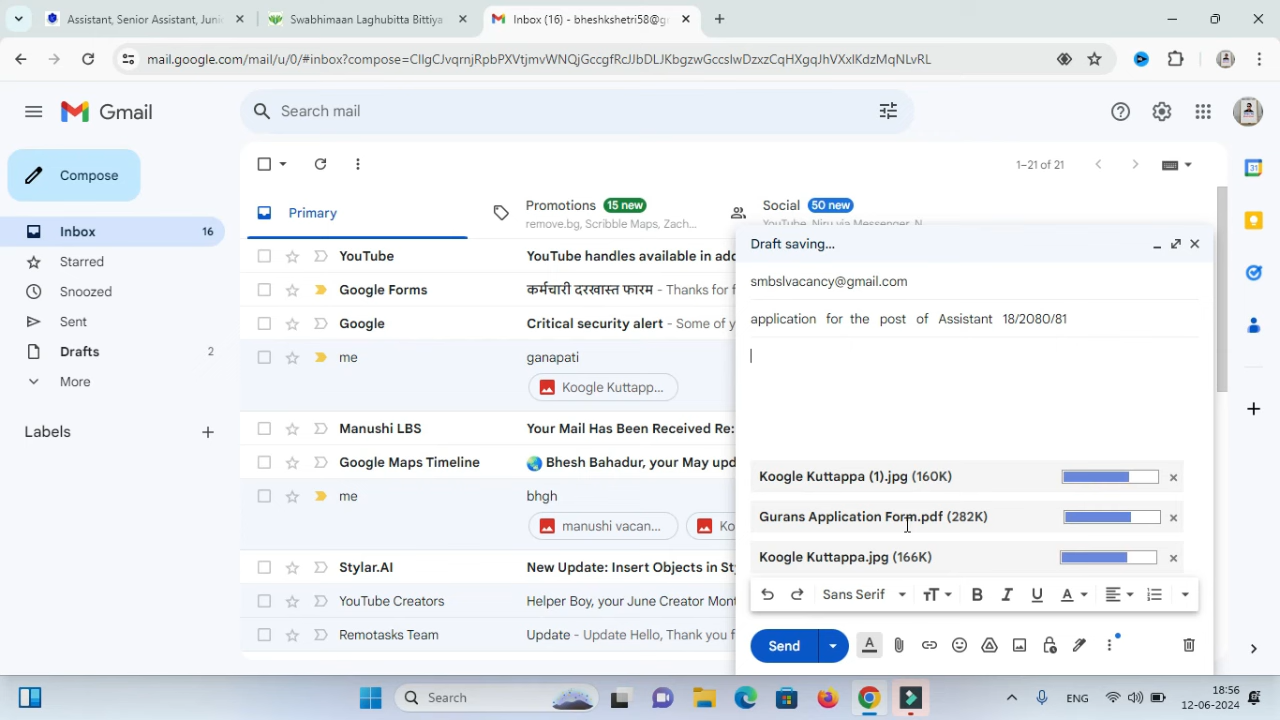 Assistant, Senior Assistant, Juni
Swabhimaan Laghubitta Bittiya
Inbox (16) - bheshkshetri58@gr
mail.google.com/mail/u/0/#inbox?compose=CllgCJvqrnjRpbPXVtjmvWNQjGccgfRcJJbDLJKbgzwGccslwDzxzCqHXgqJhVXxlKdzMqNLvRL
Gmail
Search mail
Compose
1–21 of 21
Primary
Promotions 15 new
remove.bg, Scribble Maps, Zach...
Social 50 new
YouTube, Niru via Messenger, N
Inbox 16
Starred
Snoozed
Sent
Drafts 2
More
Labels
YouTube YouTube handles available in add
Google Forms कर्मचारी दरखास्त फारम - Thanks for f
Google Critical security alert - Some of y
me ganapati
Koogle Kuttapp...
Manushi LBS Your Mail Has Been Received Re:
Google Maps Timeline 🌏 Bhesh Bahadur, your May upd
me bhgh
manushi vacan... Ko
Stylar.AI New Update: Insert Objects in St
YouTube Creators Helper Boy, your June Creator Mont
Remotasks Team Update - Update Hello, Thank you f
Draft saving...
smbslvacancy@gmail.com
application for the post of Assistant 18/2080/81
Koogle Kuttappa (1).jpg (160K)
Gurans Application Form.pdf (282K)
Koogle Kuttappa.jpg (166K)
Sans Serif
Send
Search
ENG
18:56
12-06-2024